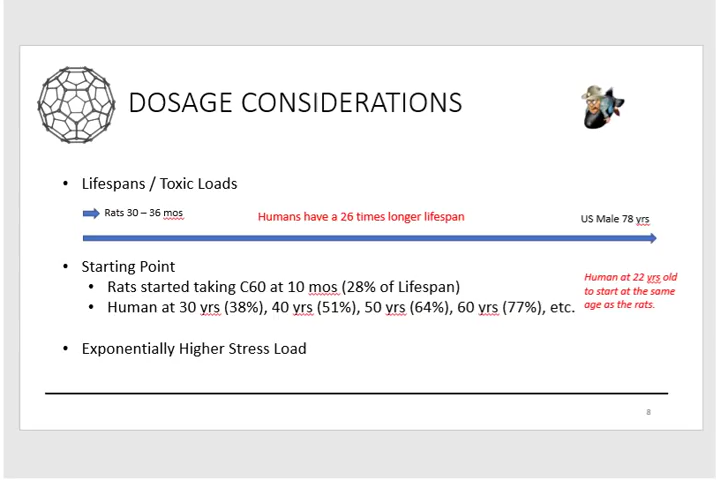 DOSAGE CONSIDERATIONS
• Lifespans / Toxic Loads
Rats 30 – 36 mos
Humans have a 26 times longer lifespan
US Male 78 yrs
• Starting Point
• Rats started taking C60 at 10 mos (28% of Lifespan)
• Human at 30 yrs (38%), 40 yrs (51%), 50 yrs (64%), 60 yrs (77%), etc.
Human at 22 yrs old
to start at the same
age as the rats.
• Exponentially Higher Stress Load
8